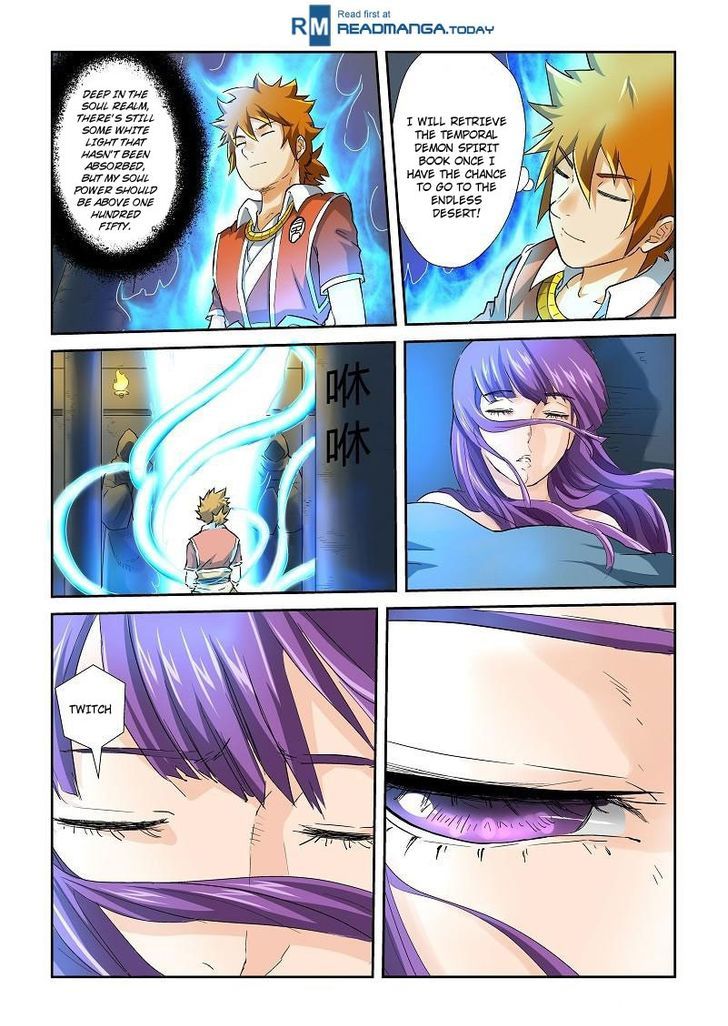 Read first at
RM READMANGA.TODAY
DEEP IN THE
SOUL REALM,
THERE'S STILL
SOME WHITE
LIGHT THAT
HASN'T BEEN
ABSORBED,
BUT MY SOUL
POWER SHOULD
BE ABOVE ONE
HUNDRED
FIFTY.
I WILL RETRIEVE
THE TEMPORAL
DEMON SPIRIT
BOOK ONCE I
HAVE THE CHANCE
TO GO TO THE
ENDLESS
DESERT!
咻
咻
TWITCH